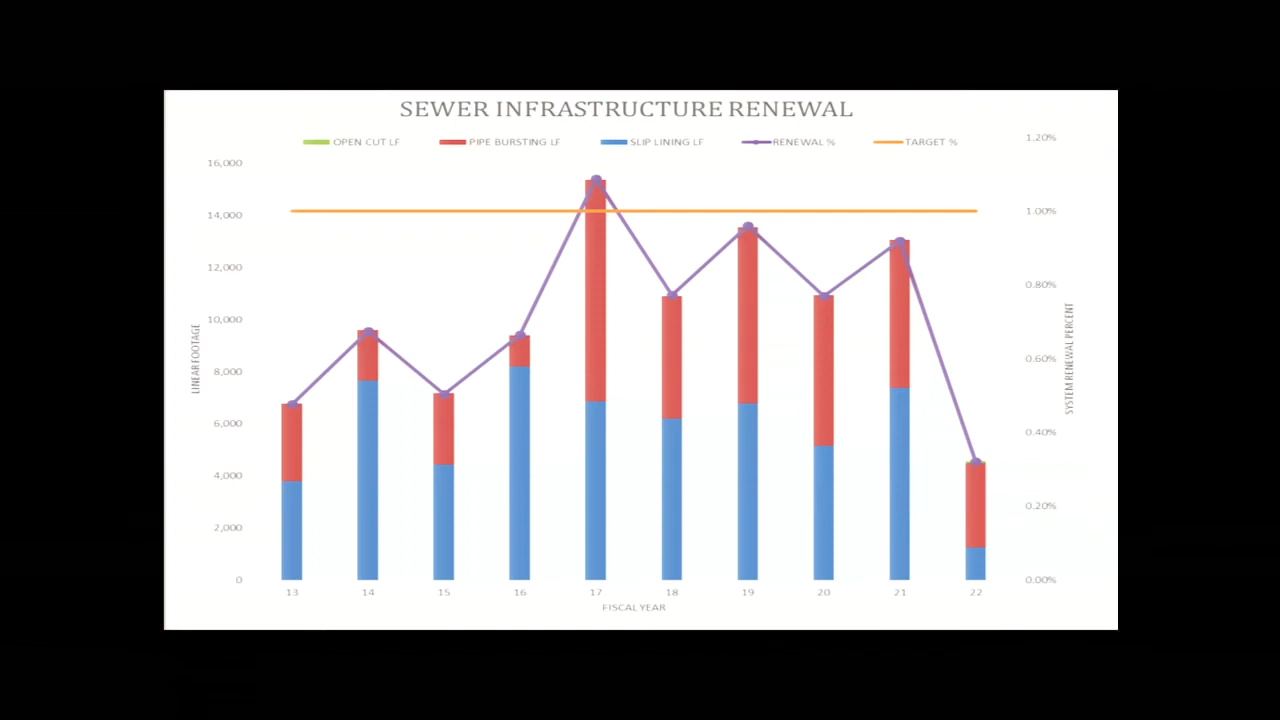 SEWER INFRASTRUCTURE RENEWAL
OPEN CUT LF PIPE BURSTING LF SLIP LINING LF RENEWAL % TARGET %
16,000
14,000
12,000
10,000
8,000
6,000
4,000
2,000
0
LINEAR FOOTAGE
1.20%
1.00%
0.80%
0.60%
0.40%
0.20%
0.00%
SYSTEM RENEWAL PERCENT
13 14 15 16 17 18 19 20 21 22
FISCAL YEAR